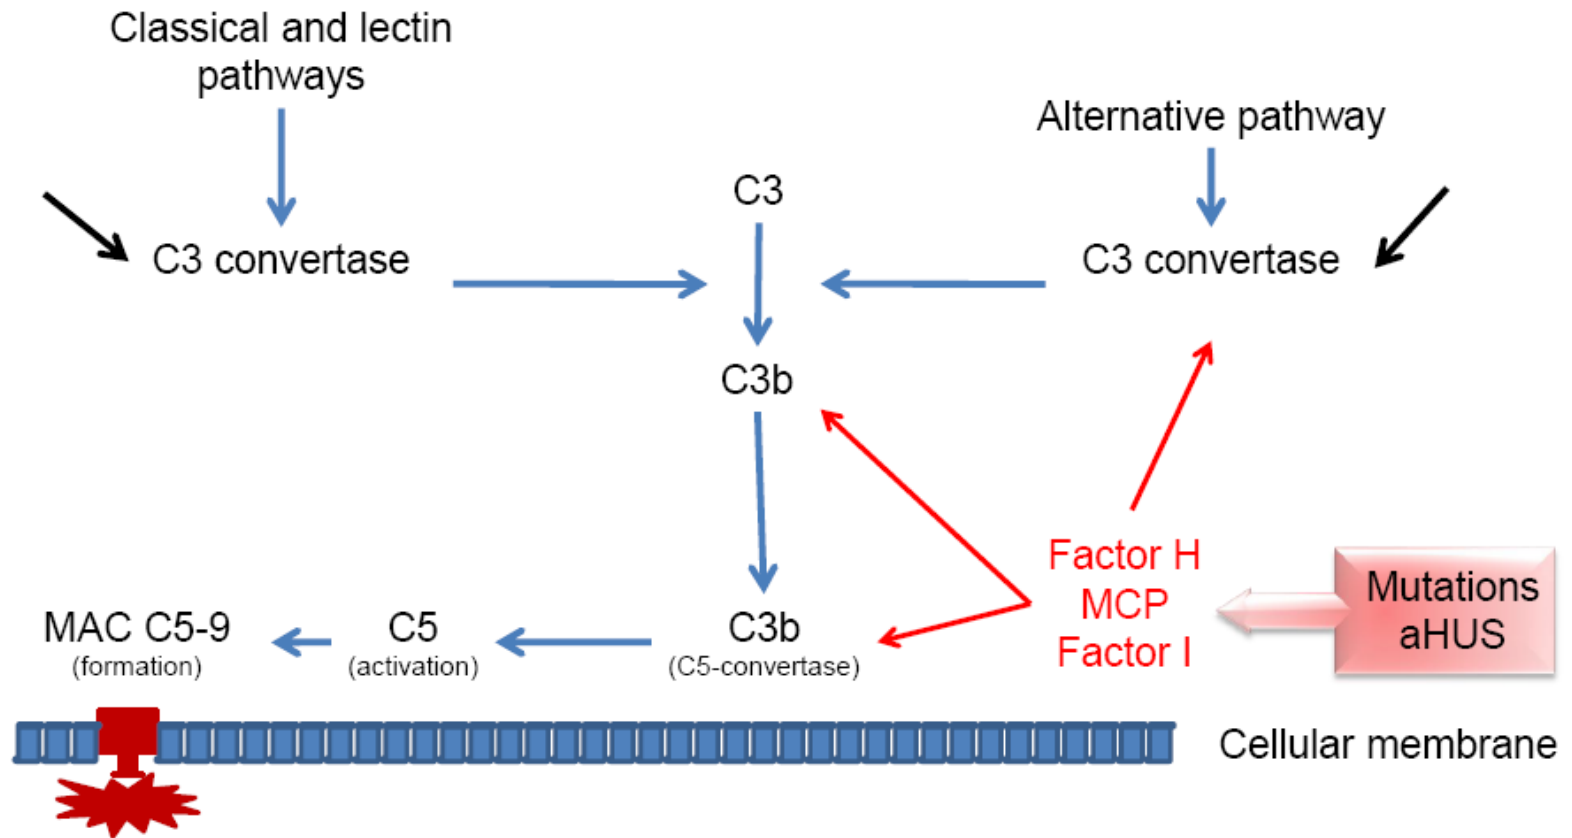 Classical and lectin
pathways
Alternative pathway
C3
C3 convertase
C3 convertase
C3b
Factor H
MCP
Factor I
Mutations
aHUS
MAC C5-9
(formation)
C5
(activation)
C3b
(C5-convertase)
Cellular membrane